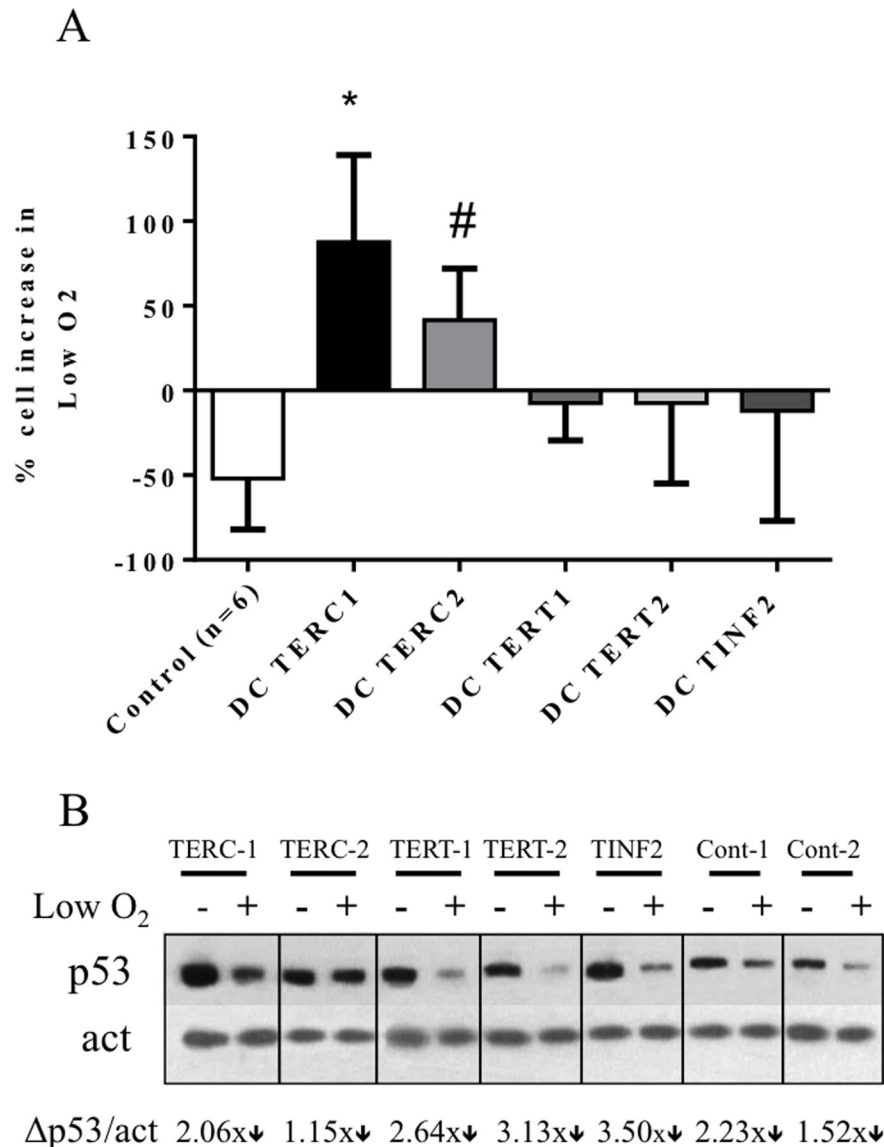 A
*
#
150
100
50
0
-50
-100
% cell increase in
Low O2
Control (n=6)
DC TERC1
DC TERC2
DC TERT1
DC TERT2
DC TINF2
B
TERC-1 TERC-2 TERT-1 TERT-2 TINF2 Cont-1 Cont-2
Low O₂ - + - + - + - + - + - + - +
p53
act
Δp53/act 2.06x↓ 1.15x↓ 2.64x↓ 3.13x↓ 3.50x↓ 2.23x↓ 1.52x↓